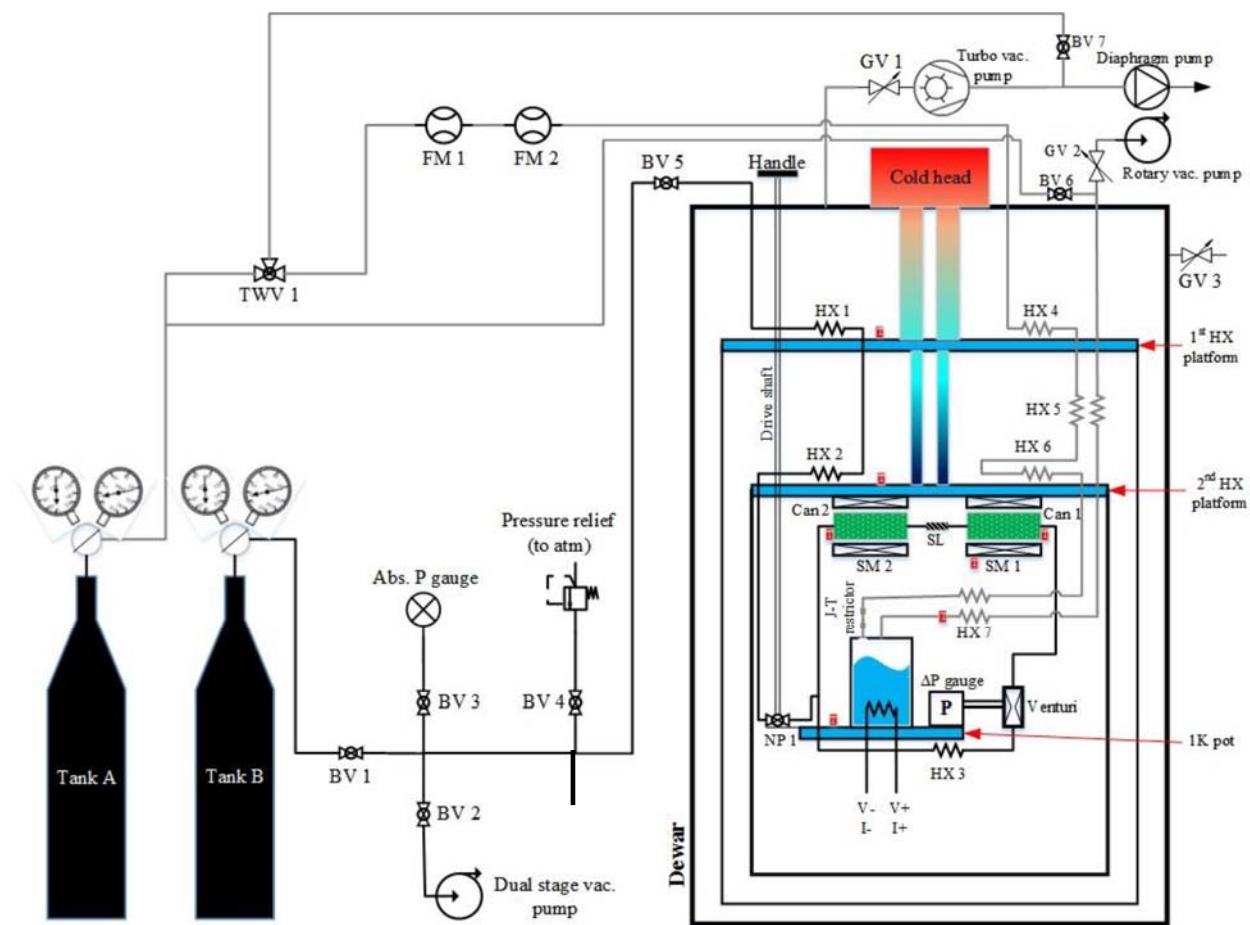 BV 7
Turbo vac.
pump
GV 1
Diaphragm pump
FM 1
FM 2
BV 5
Handle
Cold head
GV 2
Rotary vac. pump
BV 6
TWV 1
GV 3
HX 1
HX 4
1st HX
platform
Drive shaft
HX 5
HX 2
HX 6
2nd HX
platform
Can 2
Can 1
SL
SM 2
SM 1
Pressure relief
(to atm)
Abs. P gauge
J-T
restrictor
HX 7
ΔP gauge
P
Venturi
BV 3
BV 4
NP 1
1K pot
HX 3
Tank A
Tank B
BV 1
BV 2
V- V+
I- I+
Dewar
Dual stage vac.
pump